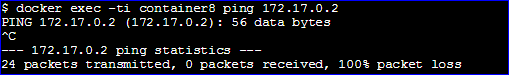 $ docker exec -ti container8 ping 172.17.0.2
PING 172.17.0.2 (172.17.0.2): 56 data bytes
^C
--- 172.17.0.2 ping statistics ---
24 packets transmitted, 0 packets received, 100% packet loss